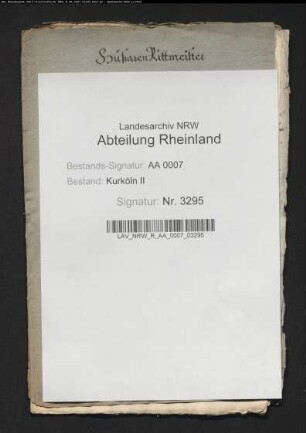 Husaren Rittmeister
Landesarchiv NRW
Abteilung Rheinland
Bestands-Signatur: AA 0007
Bestand: Kurköln II
Signatur: Nr. 3295
LAV_NRW_R_AA_0007_03295